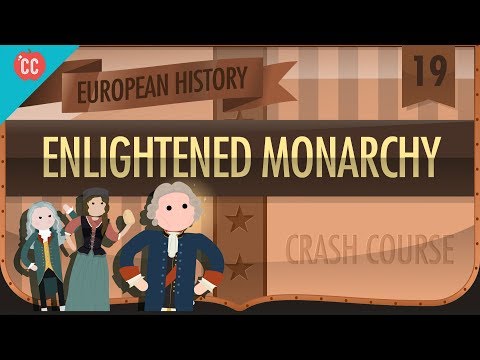 CC
EUROPEAN HISTORY
19
ENLIGHTENED MONARCHY
CRASH COURSE